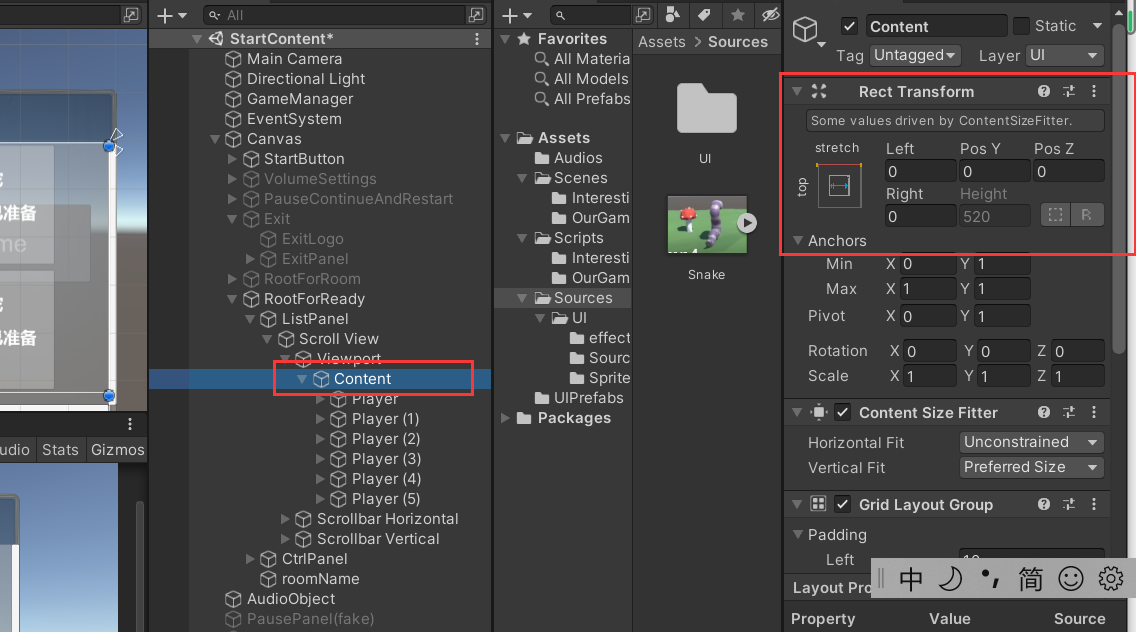 已准备
me
已准备
udio
Stats
Gizmos
All
StartContent*
Main Camera
Directional Light
GameManager
EventSystem
Canvas
StartButton
VolumeSettings
PauseContinueAndRestart
Exit
ExitLogo
ExitPanel
RootForRoom
RootForReady
ListPanel
Scroll View
Viewport
Content
Player
Player (1)
Player (2)
Player (3)
Player (4)
Player (5)
Scrollbar Horizontal
Scrollbar Vertical
CtrlPanel
roomName
AudioObject
PausePanel(fake)
Favorites
All Materia
All Models
All Prefabs
Assets
Audios
Scenes
Interesti
OurGam
Scripts
Interesti
OurGam
Sources
UI
effect
Sourc
Sprite
UIPrefabs
Packages
Assets > Sources
UI
Snake
Content
Static
Tag Untagged
Layer UI
Rect Transform
Some values driven by ContentSizeFitter.
stretch
top
Left Pos Y Pos Z
0 0 0
Right Height
0 520
R
Anchors
Min X 0 Y 1
Max X 1 Y 1
Pivot X 0 Y 1
Rotation X 0 Y 0 Z 0
Scale X 1 Y 1 Z 1
Content Size Fitter
Horizontal Fit Unconstrained
Vertical Fit Preferred Size
Grid Layout Group
Padding
Left
Layout Pro
中 简
Property Value Source